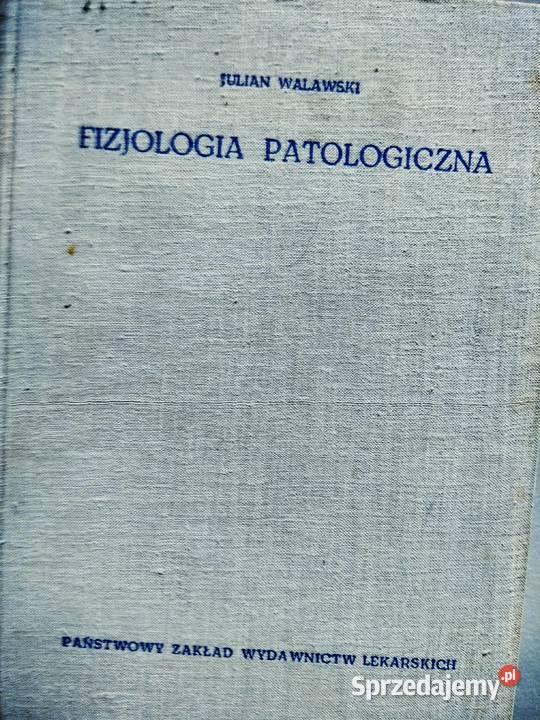 JULIAN WALAWSKI
FIZJOLOGIA PATOLOGICZNA
PAŃSTWOWY ZAKŁAD WYDAWNICTW LEKARSKICH
Sprzedajemy.pl